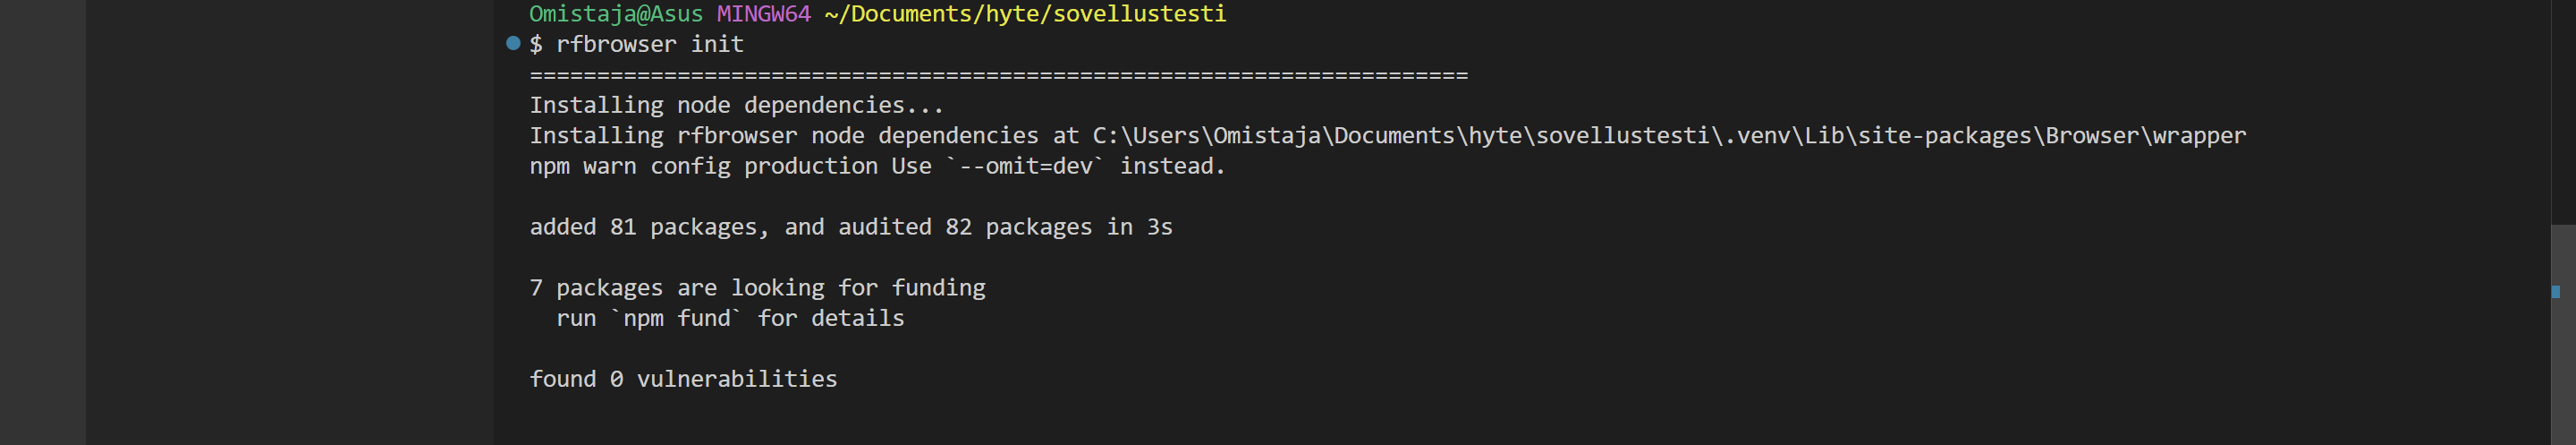 Omistaja@Asus MINGW64 ~/Documents/hyte/sovellustesti
$ rfbrowser init
======================================================================
Installing node dependencies...
Installing rfbrowser node dependencies at C:\Users\Omistaja\Documents\hyte\sovellustesti\.venv\Lib\site-packages\Browser\wrapper
npm warn config production Use `--omit=dev` instead.
added 81 packages, and audited 82 packages in 3s
7 packages are looking for funding
  run `npm fund` for details
found 0 vulnerabilities